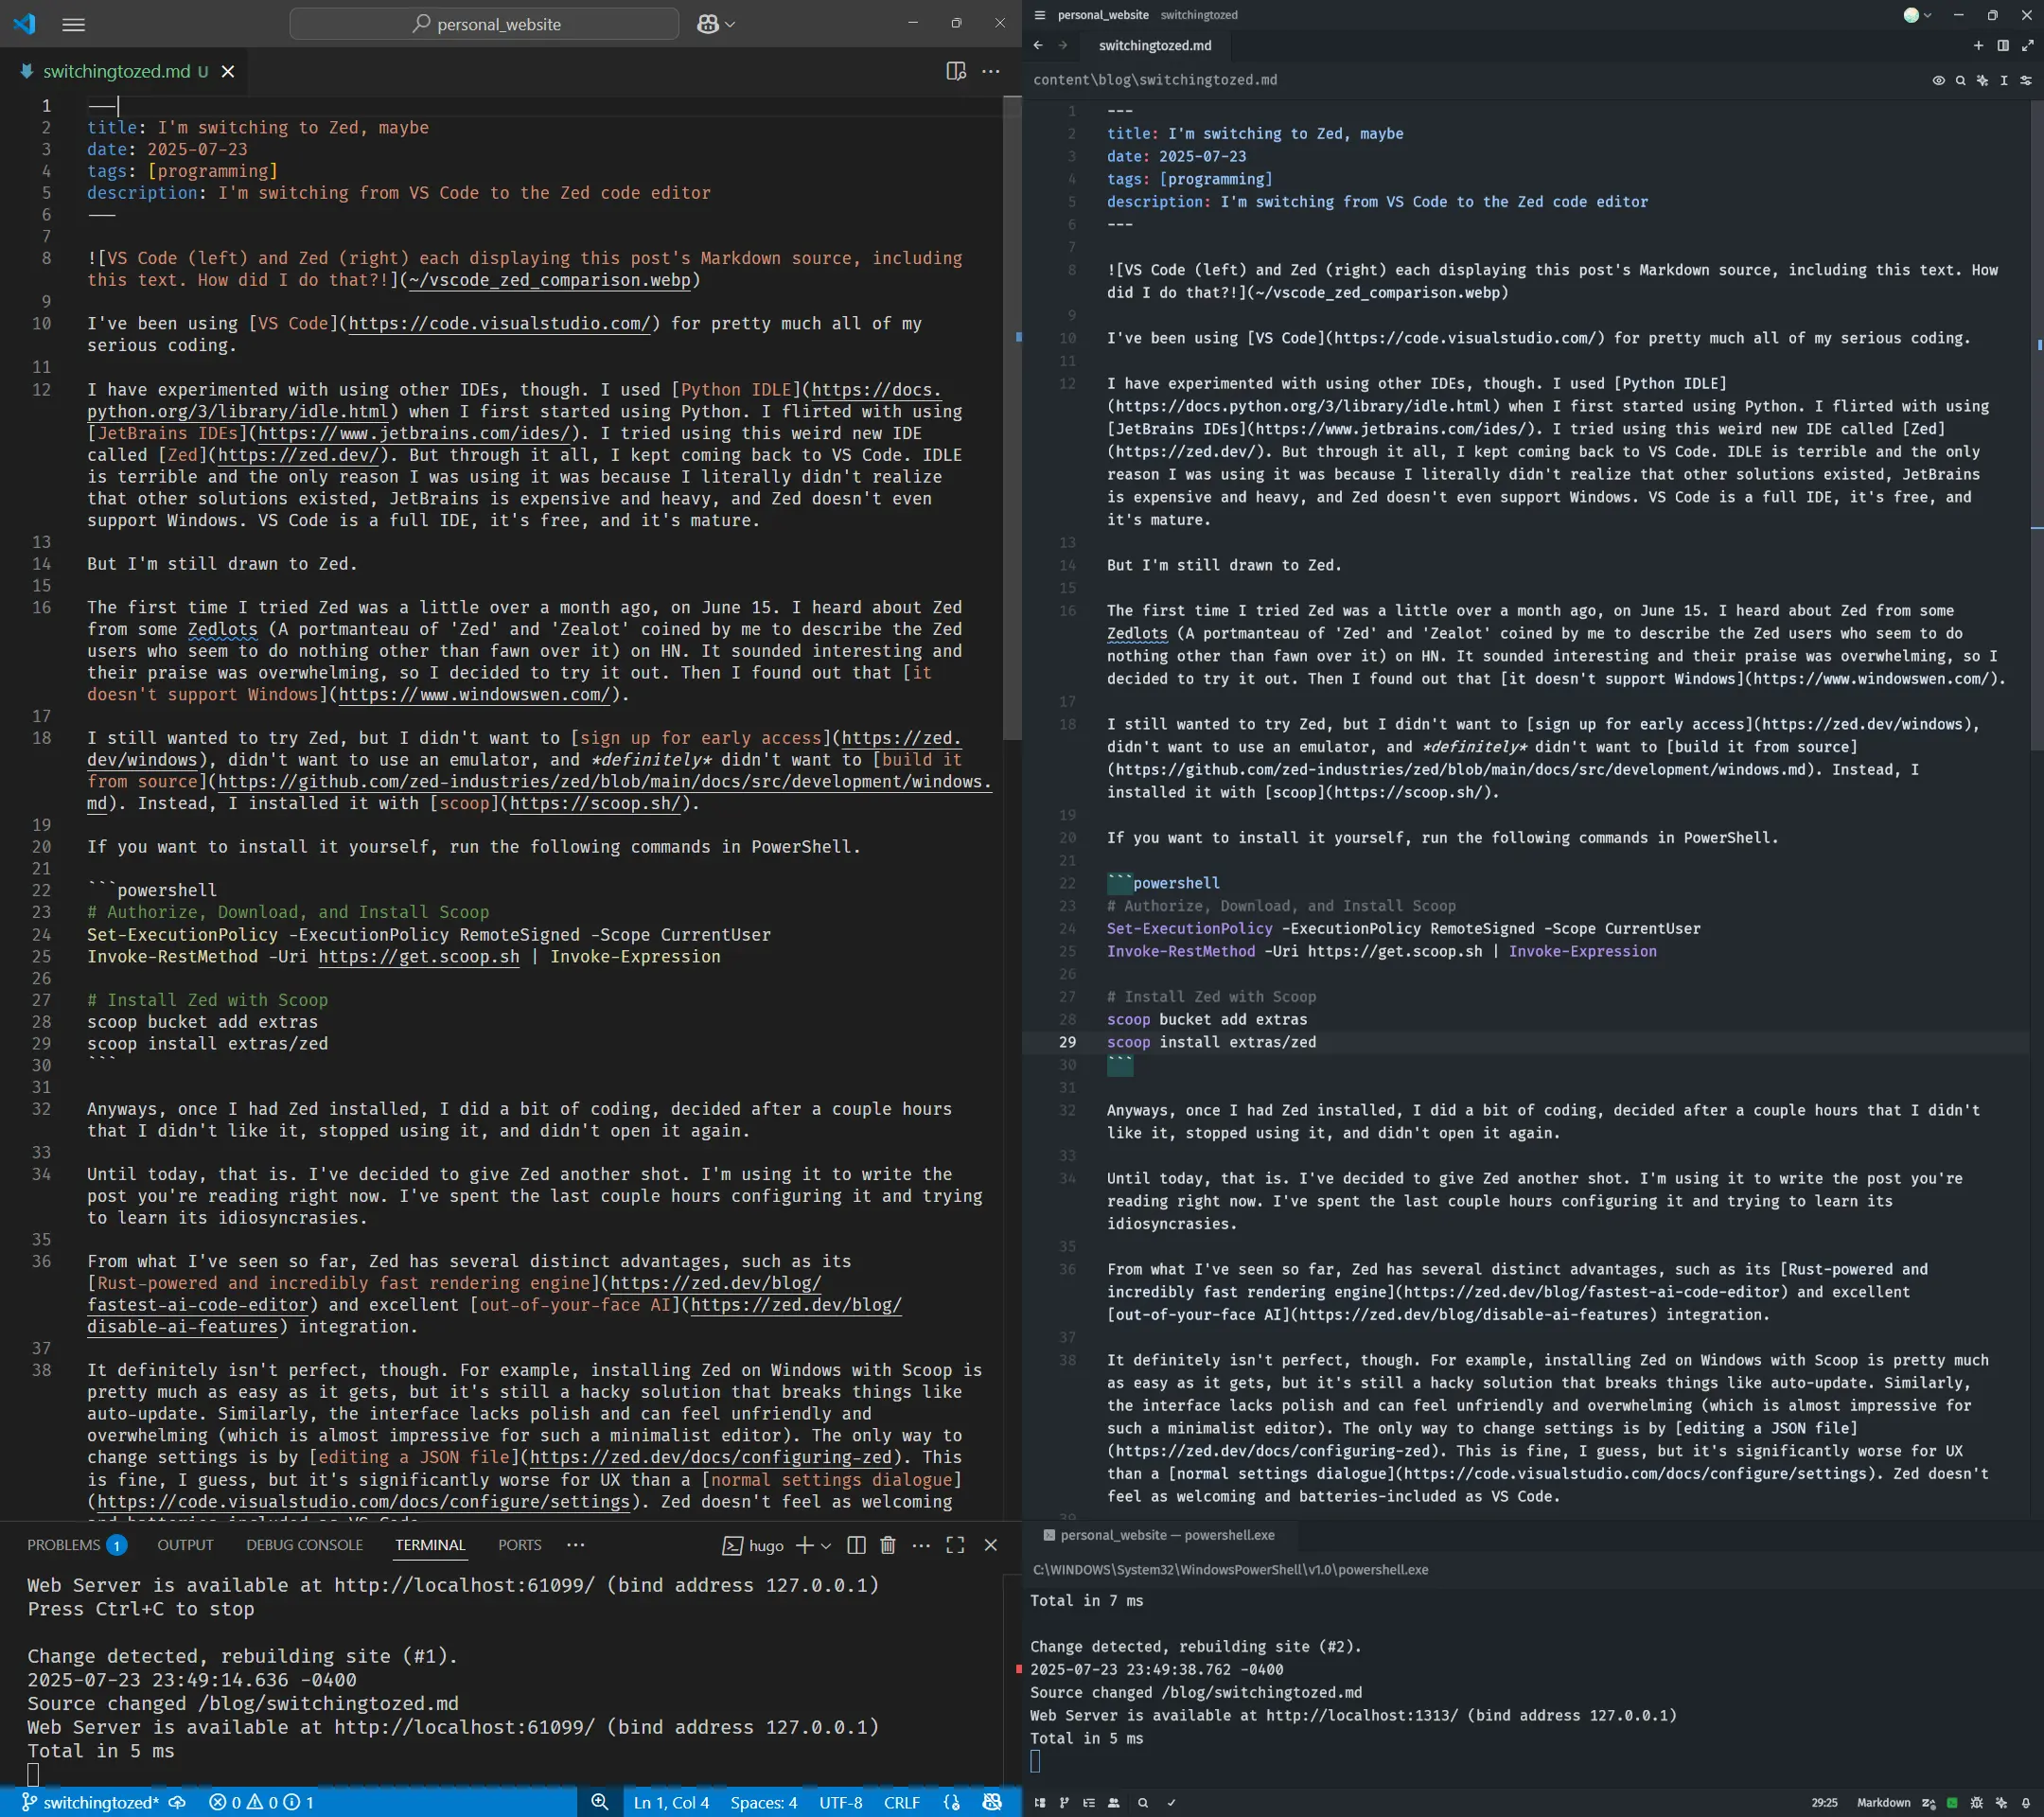 personal_website
switchingtozed.md U
1 ---
2 title: I'm switching to Zed, maybe
3 date: 2025-07-23
4 tags: [programming]
5 description: I'm switching from VS Code to the Zed code editor
6 ---
7
8 ![VS Code (left) and Zed (right) each displaying this post's Markdown source, including
this text. How did I do that?!](~/vscode_zed_comparison.webp)
9
10 I've been using [VS Code](https://code.visualstudio.com/) for pretty much all of my
serious coding.
11
12 I have experimented with using other IDEs, though. I used [Python IDLE](https://docs.
python.org/3/library/idle.html) when I first started using Python. I flirted with using
[JetBrains IDEs](https://www.jetbrains.com/ides/). I tried using this weird new IDE
called [Zed](https://zed.dev/). But through it all, I kept coming back to VS Code. IDLE
is terrible and the only reason I was using it was because I literally didn't realize
that other solutions existed, JetBrains is expensive and heavy, and Zed doesn't even
support Windows. VS Code is a full IDE, it's free, and it's mature.
13
14 But I'm still drawn to Zed.
15
16 The first time I tried Zed was a little over a month ago, on June 15. I heard about Zed
from some Zedlots (A portmanteau of 'Zed' and 'Zealot' coined by me to describe the Zed
users who seem to do nothing other than fawn over it) on HN. It sounded interesting and
their praise was overwhelming, so I decided to try it out. Then I found out that [it
doesn't support Windows](https://www.windowswen.com/).
17
18 I still wanted to try Zed, but I didn't want to [sign up for early access](https://zed.
dev/windows), didn't want to use an emulator, and *definitely* didn't want to [build it
from source](https://github.com/zed-industries/zed/blob/main/docs/src/development/windows.
md). Instead, I installed it with [scoop](https://scoop.sh/).
19
20 If you want to install it yourself, run the following commands in PowerShell.
21
22 ```powershell
23 # Authorize, Download, and Install Scoop
24 Set-ExecutionPolicy -ExecutionPolicy RemoteSigned -Scope CurrentUser
25 Invoke-RestMethod -Uri https://get.scoop.sh | Invoke-Expression
26
27 # Install Zed with Scoop
28 scoop bucket add extras
29 scoop install extras/zed
30 ```
31
32 Anyways, once I had Zed installed, I did a bit of coding, decided after a couple hours
that I didn't like it, stopped using it, and didn't open it again.
33
34 Until today, that is. I've decided to give Zed another shot. I'm using it to write the
post you're reading right now. I've spent the last couple hours configuring it and trying
to learn its idiosyncrasies.
35
36 From what I've seen so far, Zed has several distinct advantages, such as its
[Rust-powered and incredibly fast rendering engine](https://zed.dev/blog/
fastest-ai-code-editor) and excellent [out-of-your-face AI](https://zed.dev/blog/
disable-ai-features) integration.
37
38 It definitely isn't perfect, though. For example, installing Zed on Windows with Scoop is
pretty much as easy as it gets, but it's still a hacky solution that breaks things like
auto-update. Similarly, the interface lacks polish and can feel unfriendly and
overwhelming (which is almost impressive for such a minimalist editor). The only way to
change settings is by [editing a JSON file](https://zed.dev/docs/configuring-zed). This
is fine, I guess, but it's significantly worse for UX than a [normal settings dialogue]
(https://code.visualstudio.com/docs/configure/settings). Zed doesn't feel as welcoming
and batteries-included as VS Code.
PROBLEMS 1 OUTPUT DEBUG CONSOLE TERMINAL PORTS ··· hugo
Web Server is available at http://localhost:61099/ (bind address 127.0.0.1)
Press Ctrl+C to stop
Change detected, rebuilding site (#1).
2025-07-23 23:49:14.636 -0400
Source changed /blog/switchingtozed.md
Web Server is available at http://localhost:61099/ (bind address 127.0.0.1)
Total in 5 ms
switchingtozed* 0 0 1 Ln 1, Col 4 Spaces: 4 UTF-8 CRLF
personal_website switchingtozed
switchingtozed.md
content\blog\switchingtozed.md
1 ---
2 title: I'm switching to Zed, maybe
3 date: 2025-07-23
4 tags: [programming]
5 description: I'm switching from VS Code to the Zed code editor
6 ---
7
8 ![VS Code (left) and Zed (right) each displaying this post's Markdown source, including this text. How
did I do that?!](~/vscode_zed_comparison.webp)
9
10 I've been using [VS Code](https://code.visualstudio.com/) for pretty much all of my serious coding.
11
12 I have experimented with using other IDEs, though. I used [Python IDLE]
(https://docs.python.org/3/library/idle.html) when I first started using Python. I flirted with using
[JetBrains IDEs](https://www.jetbrains.com/ides/). I tried using this weird new IDE called [Zed]
(https://zed.dev/). But through it all, I kept coming back to VS Code. IDLE is terrible and the only
reason I was using it was because I literally didn't realize that other solutions existed, JetBrains
is expensive and heavy, and Zed doesn't even support Windows. VS Code is a full IDE, it's free, and
it's mature.
13
14 But I'm still drawn to Zed.
15
16 The first time I tried Zed was a little over a month ago, on June 15. I heard about Zed from some
Zedlots (A portmanteau of 'Zed' and 'Zealot' coined by me to describe the Zed users who seem to do
nothing other than fawn over it) on HN. It sounded interesting and their praise was overwhelming, so I
decided to try it out. Then I found out that [it doesn't support Windows](https://www.windowswen.com/).
17
18 I still wanted to try Zed, but I didn't want to [sign up for early access](https://zed.dev/windows),
didn't want to use an emulator, and *definitely* didn't want to [build it from source]
(https://github.com/zed-industries/zed/blob/main/docs/src/development/windows.md). Instead, I
installed it with [scoop](https://scoop.sh/).
19
20 If you want to install it yourself, run the following commands in PowerShell.
21
22 ```powershell
23 # Authorize, Download, and Install Scoop
24 Set-ExecutionPolicy -ExecutionPolicy RemoteSigned -Scope CurrentUser
25 Invoke-RestMethod -Uri https://get.scoop.sh | Invoke-Expression
26
27 # Install Zed with Scoop
28 scoop bucket add extras
29 scoop install extras/zed
30 ```
31
32 Anyways, once I had Zed installed, I did a bit of coding, decided after a couple hours that I didn't
like it, stopped using it, and didn't open it again.
33
34 Until today, that is. I've decided to give Zed another shot. I'm using it to write the post you're
reading right now. I've spent the last couple hours configuring it and trying to learn its
idiosyncrasies.
35
36 From what I've seen so far, Zed has several distinct advantages, such as its [Rust-powered and
incredibly fast rendering engine](https://zed.dev/blog/fastest-ai-code-editor) and excellent
[out-of-your-face AI](https://zed.dev/blog/disable-ai-features) integration.
37
38 It definitely isn't perfect, though. For example, installing Zed on Windows with Scoop is pretty much
as easy as it gets, but it's still a hacky solution that breaks things like auto-update. Similarly,
the interface lacks polish and can feel unfriendly and overwhelming (which is almost impressive for
such a minimalist editor). The only way to change settings is by [editing a JSON file]
(https://zed.dev/docs/configuring-zed). This is fine, I guess, but it's significantly worse for UX
than a [normal settings dialogue](https://code.visualstudio.com/docs/configure/settings). Zed doesn't
feel as welcoming and batteries-included as VS Code.
39
personal_website — powershell.exe
C:\WINDOWS\System32\WindowsPowerShell\v1.0\powershell.exe
Total in 7 ms
Change detected, rebuilding site (#2).
2025-07-23 23:49:38.762 -0400
Source changed /blog/switchingtozed.md
Web Server is available at http://localhost:1313/ (bind address 127.0.0.1)
Total in 5 ms
29:25 Markdown